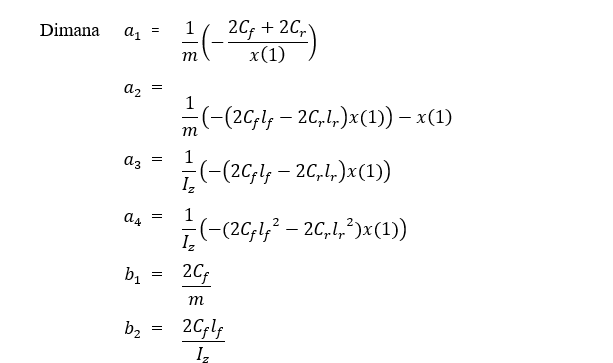 Dimana a₁ = 1/m (−(2C_f + 2C_r)/x(1))
a₂ = 1/m (−(2C_f l_f − 2C_r l_r)x(1)) − x(1)
a₃ = 1/I_z (−(2C_f l_f − 2C_r l_r)x(1))
a₄ = 1/I_z (−(2C_f l_f² − 2C_r l_r²)x(1))
b₁ = 2C_f/m
b₂ = 2C_f l_f/I_z